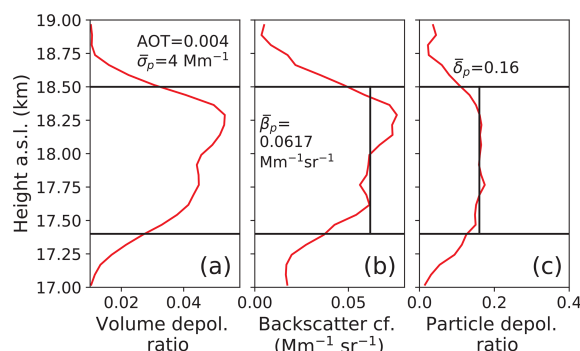 19.00
18.75
18.50
18.25
18.00
17.75
17.50
17.25
17.00
Height a.s.l. (km)
AOT=0.004
σ̄ₚ=4 Mm⁻¹
(a)
0.02
0.04
Volume depol.
ratio
β̄ₚ=
0.0617
Mm⁻¹sr⁻¹
(b)
0.00
0.05
Backscatter cf.
(Mm⁻¹ sr⁻¹)
δ̄ₚ=0.16
(c)
0.0
0.2
0.4
Particle depol.
ratio